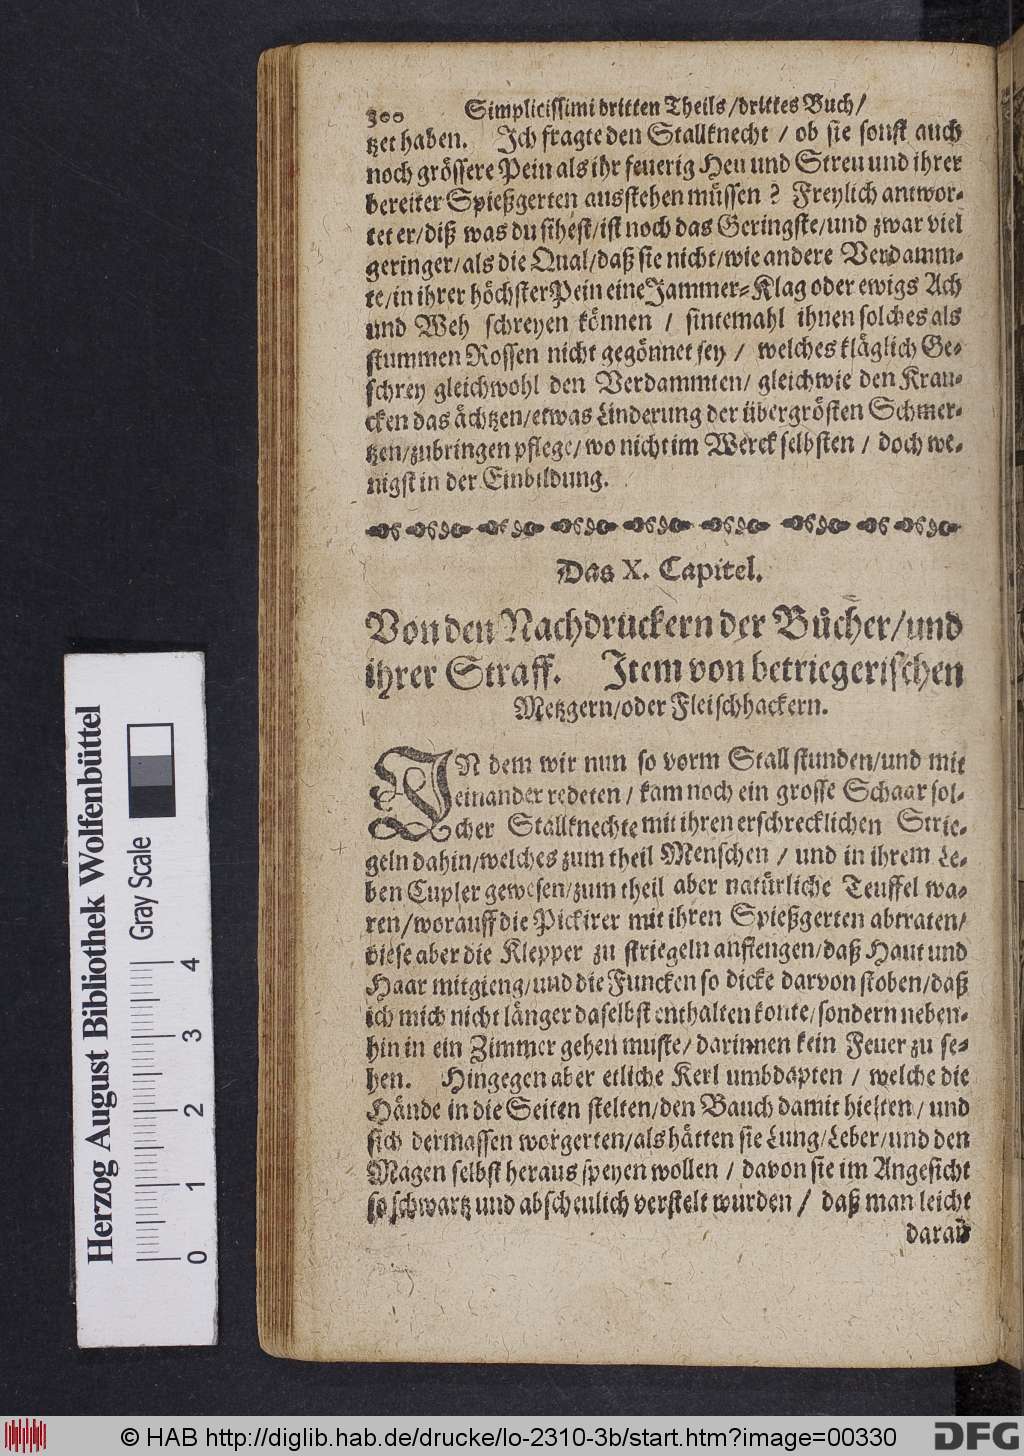 300 Simplicissimi dritten Theils/drittes Buch/
tzet haben. Ich fragte den Stallknecht / ob sie sonst auch
noch grössere Pein als ihr feuerig Heu und Streu und ihrer
bereiter Spießgerten ausstehen müssen? Freylich antwor-
tet er/diß was du sihest/ist noch das Geringste/und zwar viel
geringer/als die Qual/daß sie nicht/wie andere Verdamm-
te/in ihrer höchster Pein eine Jammer-Klag oder ewigs Ach
und Weh schreyen können / sintemahl ihnen solches als
stummen Rossen nicht gegönnet sey / welches kläglich Ge-
schrey gleichwohl den Verdammten/ gleichwie den Kran-
cken das ächtzen/etwas Linderung der übergrösten Schmer-
tzen/zubringen pflege/wo nicht im Werck selbsten / doch we-
nigst in der Einbildung.
Das X. Capitel.
Von den Nachdruckern der Bücher/und
ihrer Straff. Item von betriegerischen
Metzgern/oder Fleischhackern.
IN dem wir nun so vorm Stall stunden/und mit
einander redeten / kam noch ein grosse Schaar sol-
cher Stallknechte mit ihren erschrecklichen Strie-
geln dahin/welches zum theil Menschen / und in ihrem Le-
ben Cupler gewesen/zum theil aber natürliche Teuffel wa-
ren/worauff die Pickirer mit ihren Spießgerten abtraten/
diese aber die Klepper zu striegeln anfiengen/daß Haut und
Haar mitgieng/und die Funcken so dicke darvon stoben/daß
ich mich nicht länger daselbst enthalten konte/sondern neben-
hin in ein Zimmer gehen muste/darinnen kein Feuer zu se-
hen. Hingegen aber etliche Kerl umbdapten / welche die
Hände in die Seiten stelten/den Bauch damit hielten / und
sich dermassen worgerten/als hätten sie Lung/Leber/und den
Magen selbst heraus speyen wollen / davon sie im Angesicht
so schwartz und abscheulich verstelt wurden / daß man leicht
darauß
Herzog August Bibliothek Wolfenbüttel
Gray Scale
0 1 2 3 4
© HAB http://diglib.hab.de/drucke/lo-2310-3b/start.htm?image=00330
DFG